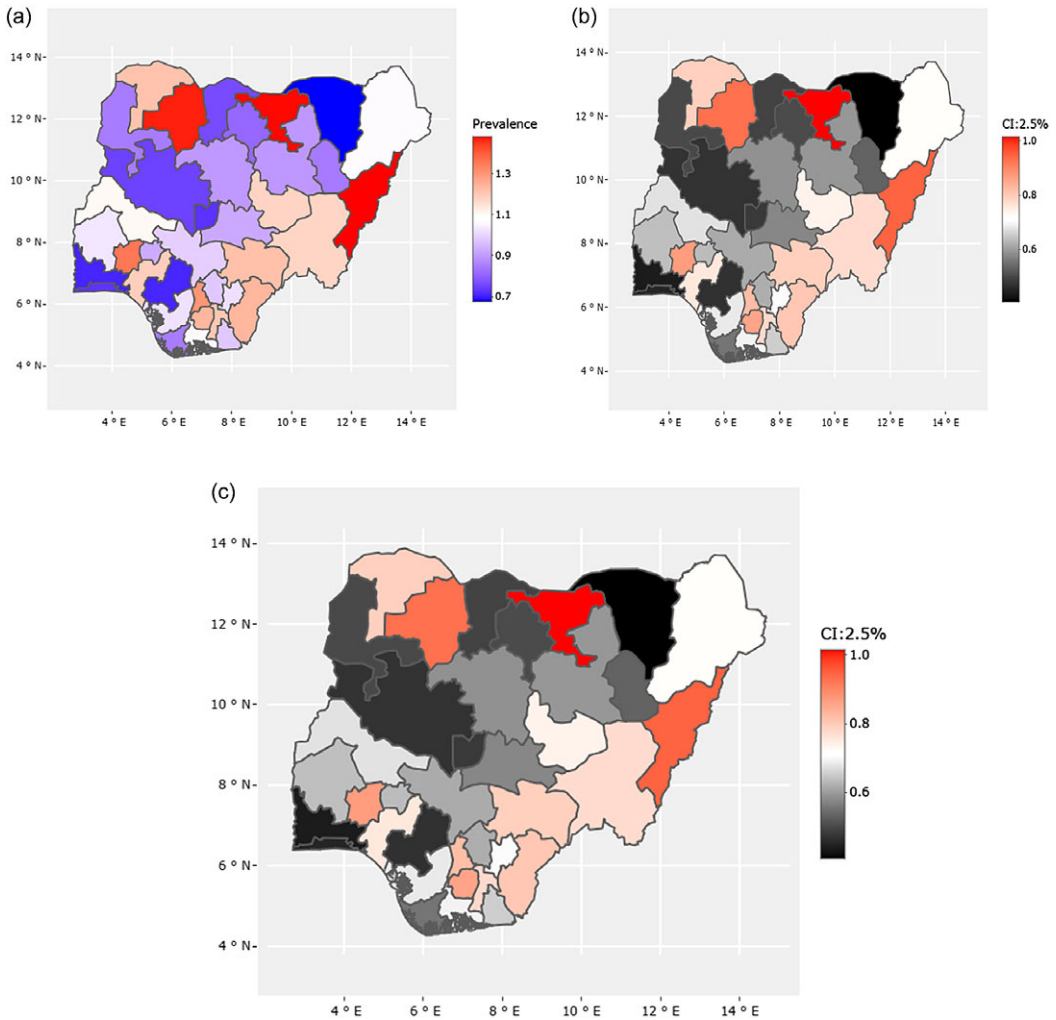 (a)
14 ° N-
12 ° N-
10 ° N-
8 ° N-
6 ° N-
4 ° N-
4 ° E
6 ° E
8 ° E
10 ° E
12 ° E
14 ° E
Prevalence
1.3
1.1
0.9
0.7
(b)
14 ° N-
12 ° N-
10 ° N-
8 ° N-
6 ° N-
4 ° N-
4 ° E
6 ° E
8 ° E
10 ° E
12 ° E
14 ° E
CI:2.5%
1.0
0.8
0.6
(c)
14 ° N-
12 ° N-
10 ° N-
8 ° N-
6 ° N-
4 ° N-
4 ° E
6 ° E
8 ° E
10 ° E
12 ° E
14 ° E
CI:2.5%
1.0
0.8
0.6